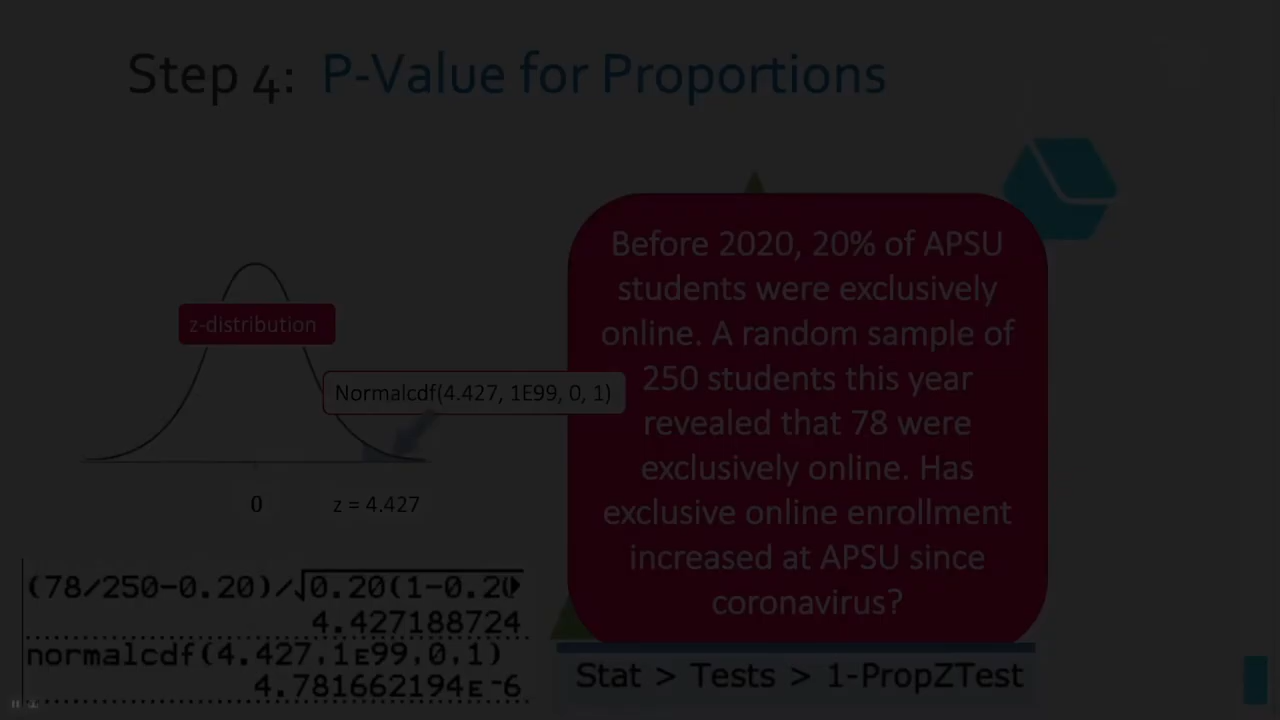 Step 4: P-Value for Proportions
z-distribution
Normalcdf(4.427, 1E99, 0, 1)
0
z = 4.427
(78/250-0.20)/√0.20(1-0.20
4.427188724
normalcdf(4.427,1E99,0,1)
4.781662194E-6
Before 2020, 20% of APSU
students were exclusively
online. A random sample of
250 students this year
revealed that 78 were
exclusively online. Has
exclusive online enrollment
increased at APSU since
coronavirus?
Stat > Tests > 1-PropZTest